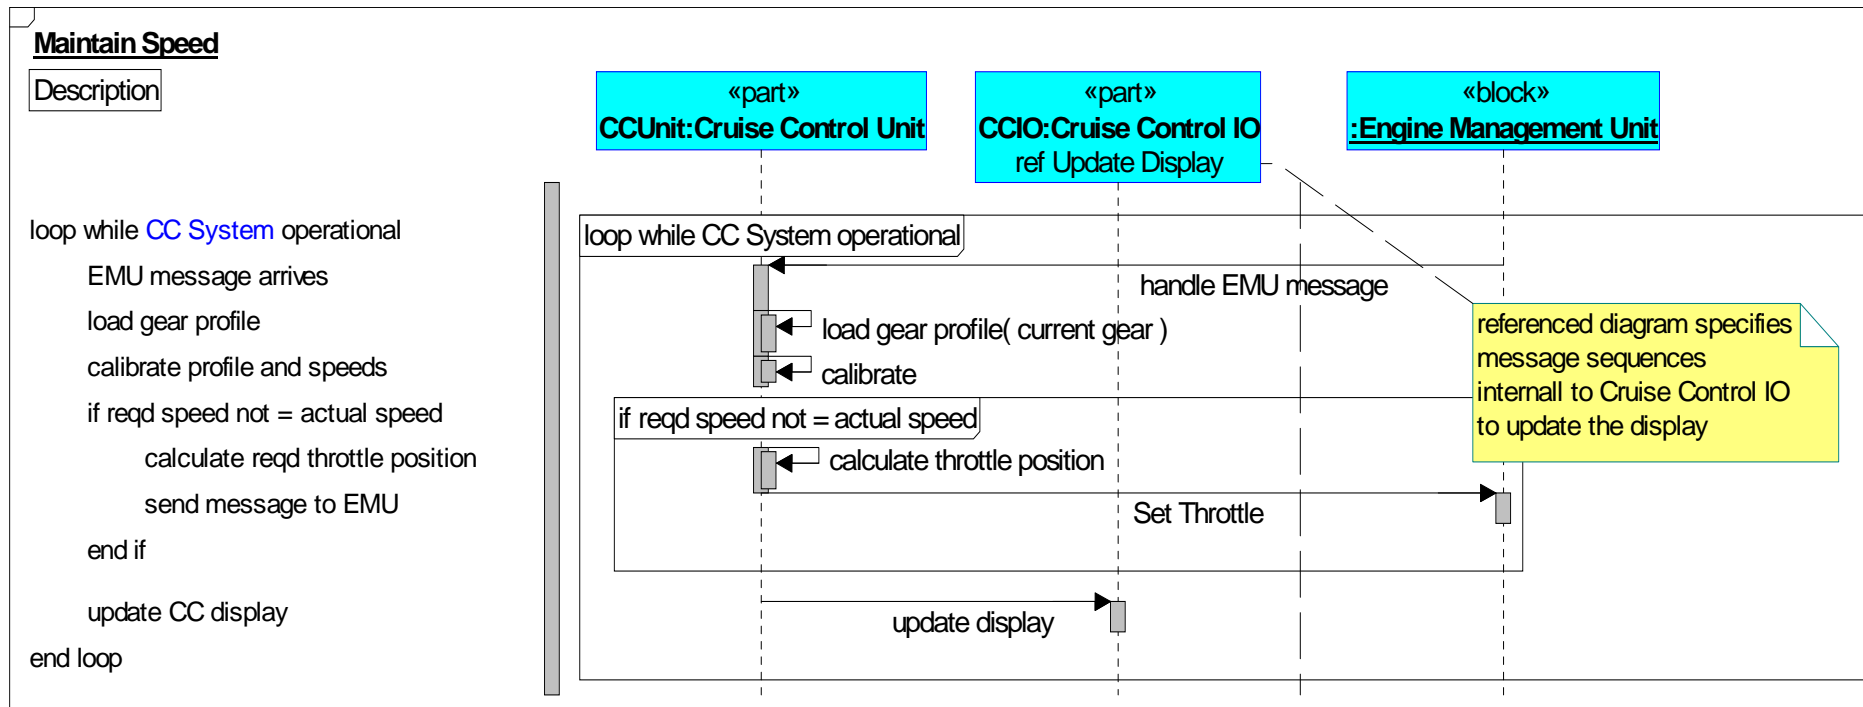 Maintain Speed
Description
«part»
CCUnit:Cruise Control Unit
«part»
CCIO:Cruise Control IO
ref Update Display
«block»
:Engine Management Unit
loop while CC System operational
EMU message arrives
load gear profile
calibrate profile and speeds
if reqd speed not = actual speed
calculate reqd throttle position
send message to EMU
end if
update CC display
end loop
loop while CC System operational
handle EMU message
load gear profile( current gear )
calibrate
if reqd speed not = actual speed
calculate throttle position
Set Throttle
update display
referenced diagram specifies
message sequences
internall to Cruise Control IO
to update the display